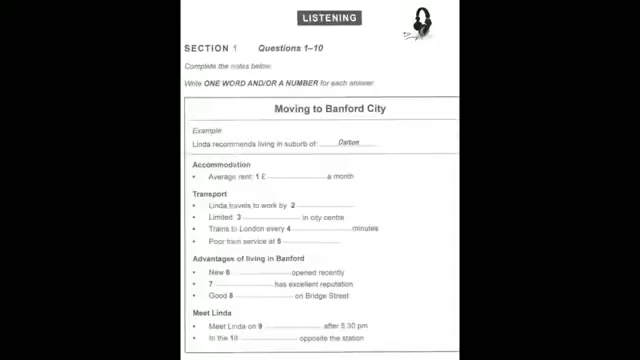 LISTENING
SECTION 1 Questions 1–10
Complete the notes below.
Write ONE WORD AND/OR A NUMBER for each answer.
Moving to Banford City
Example
Linda recommends living in suburb of: Dalton
Accommodation
• Average rent: 1 £ a month
Transport
• Linda travels to work by 2
• Limited 3 in city centre
• Trains to London every 4 minutes
• Poor train service at 5
Advantages of living in Banford
• New 6 opened recently
• 7 has excellent reputation
• Good 8 on Bridge Street
Meet Linda
• Meet Linda on 9 after 5:30 pm
• In the 10 opposite the station